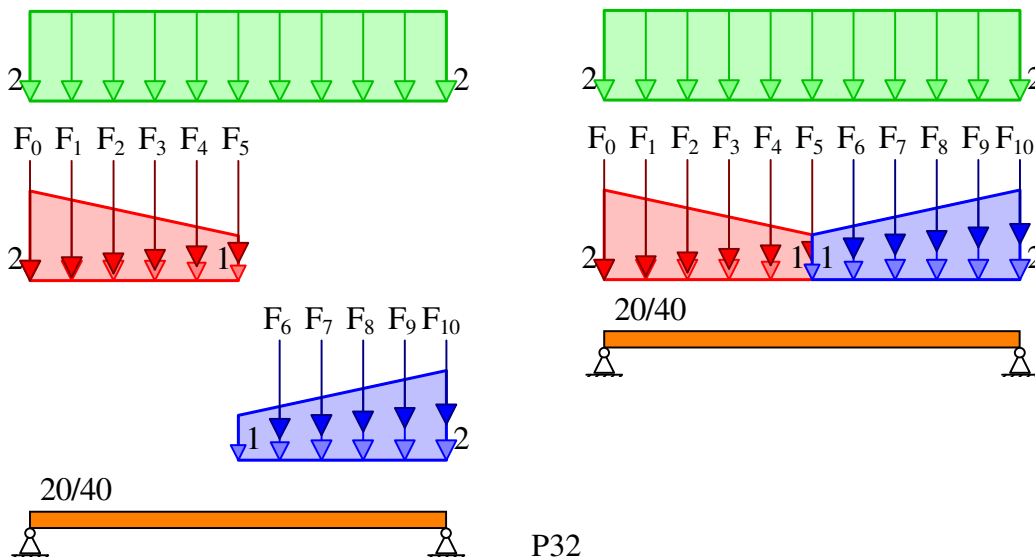 2 2
2 2
F₀ F₁ F₂ F₃ F₄ F₅
F₀ F₁ F₂ F₃ F₄ F₅ F₆ F₇ F₈ F₉ F₁₀
2 1
2 1 1 2
20/40
F₆ F₇ F₈ F₉ F₁₀
1 2
20/40
P32